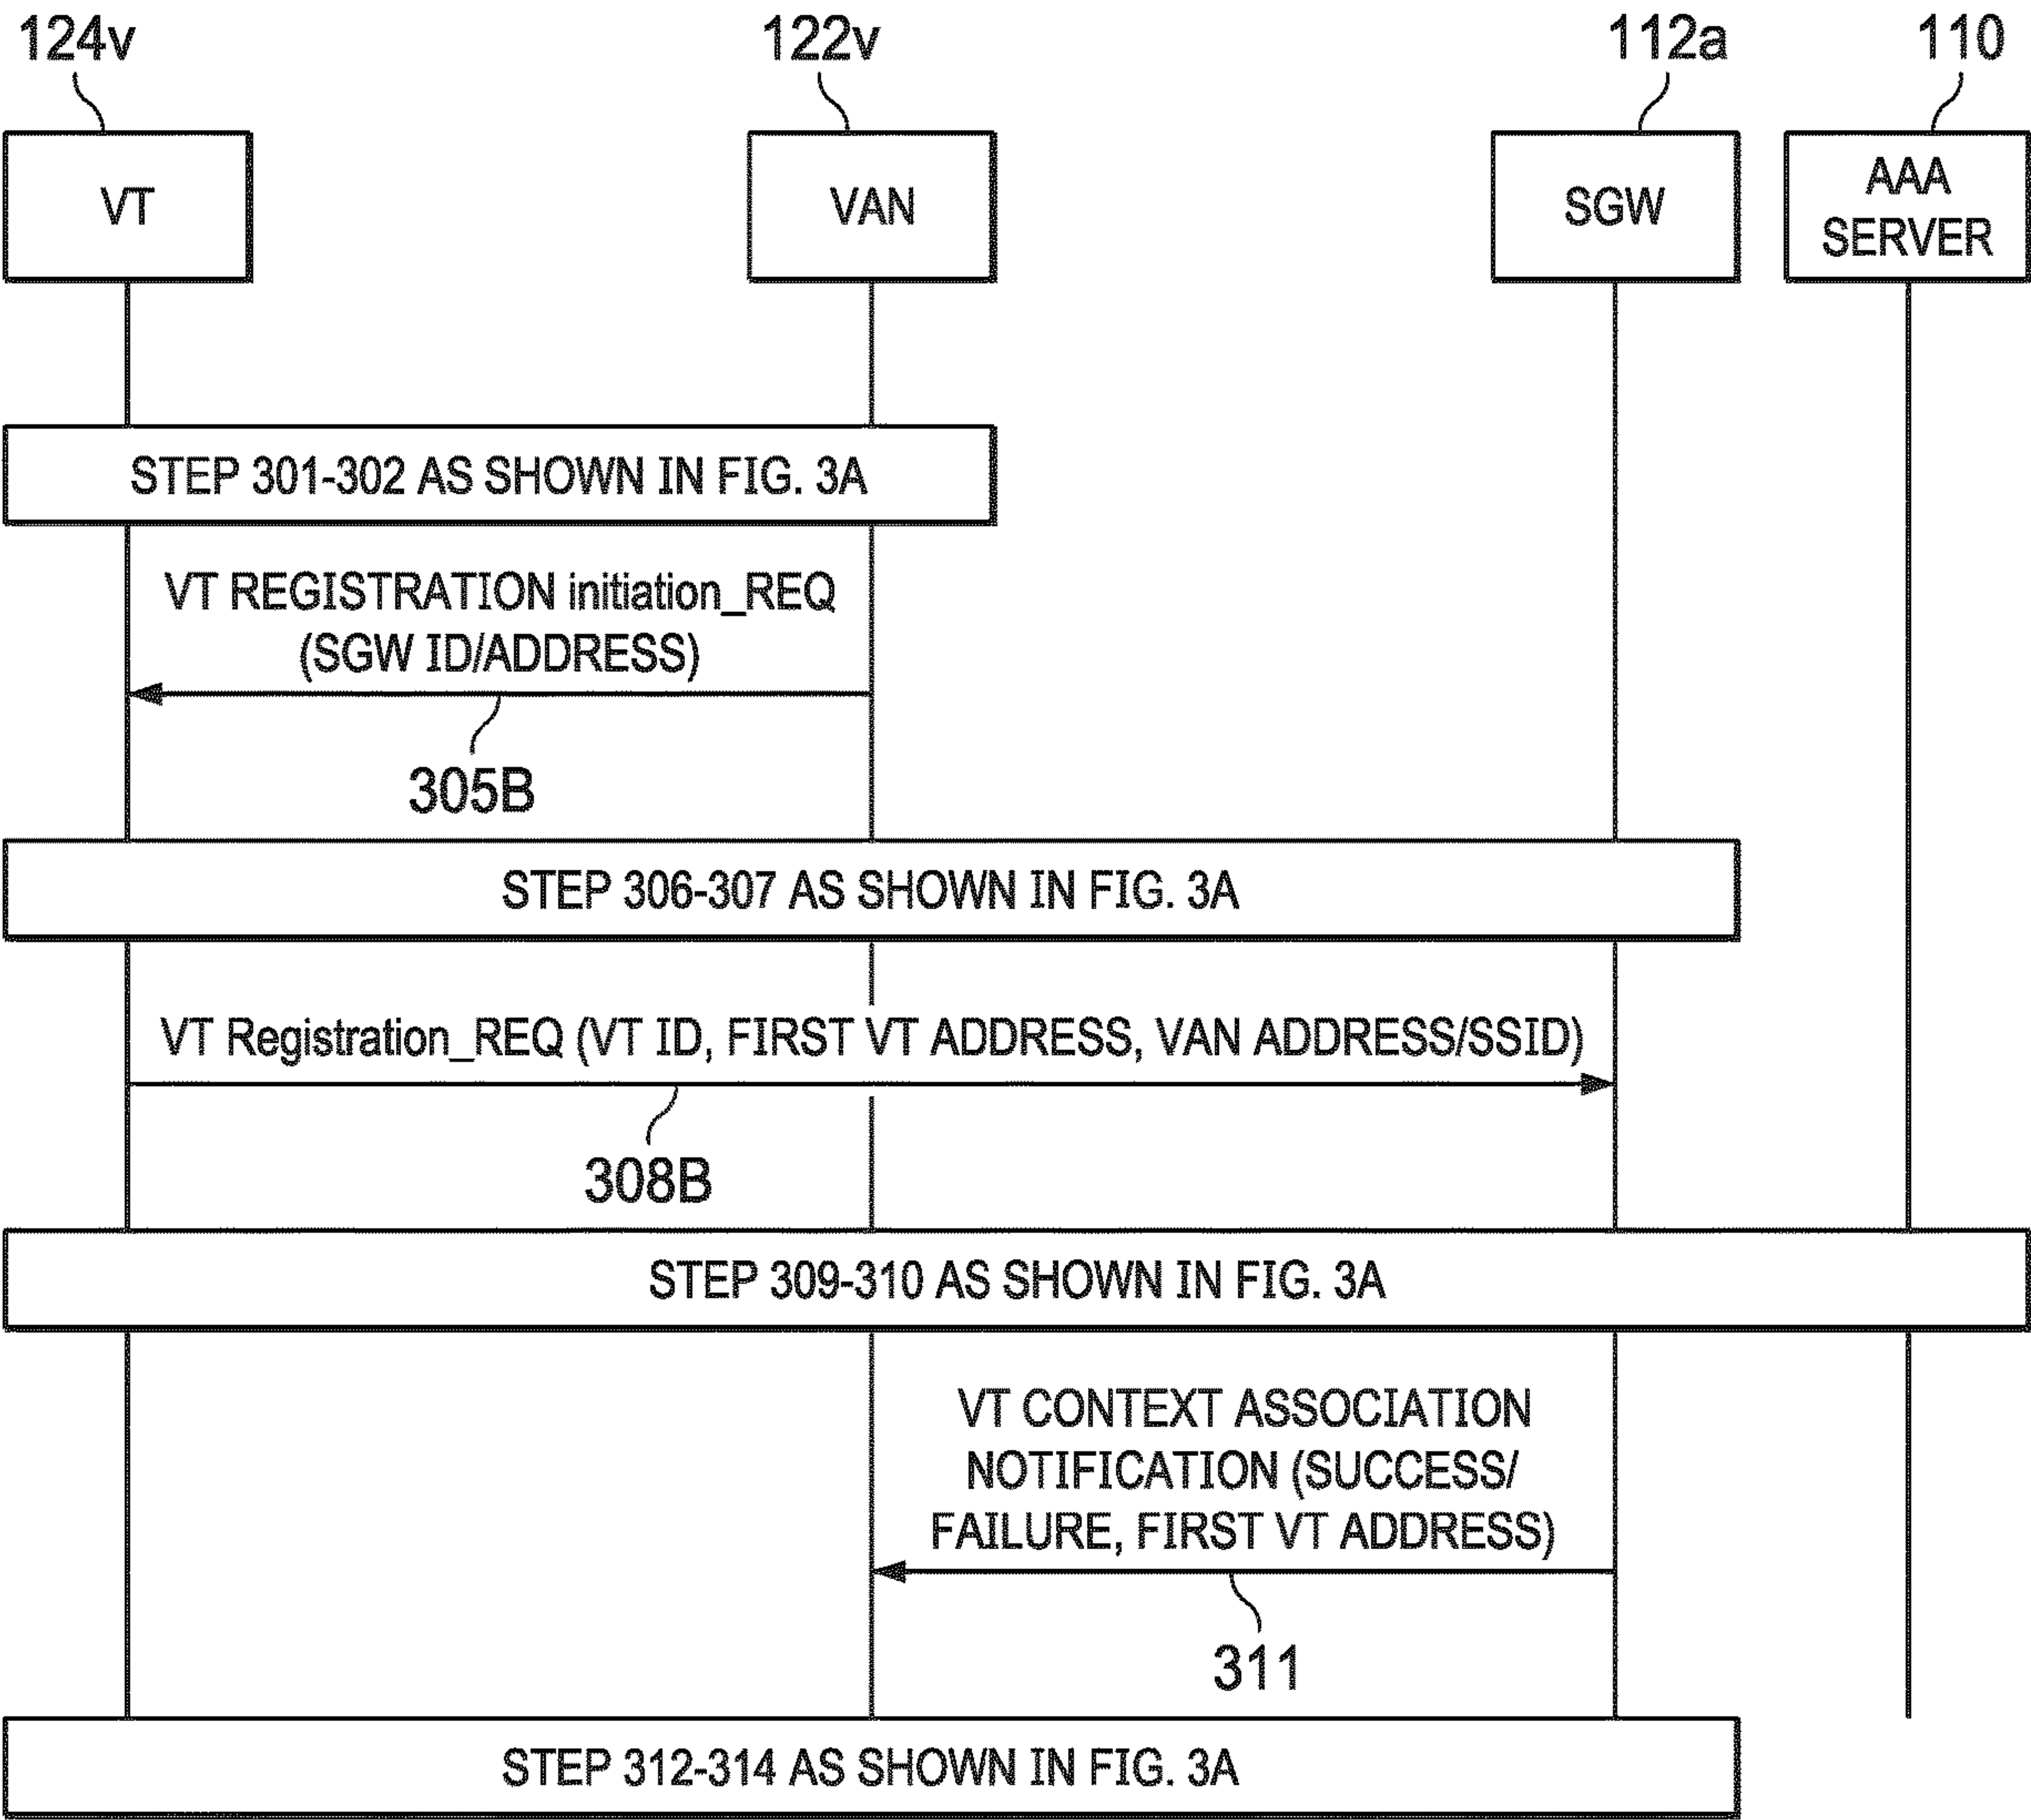 124v
122v
112a
110
VT
VAN
SGW
AAA
SERVER
STEP 301-302 AS SHOWN IN FIG. 3A
VT REGISTRATION initiation_REQ
(SGW ID/ADDRESS)
305B
STEP 306-307 AS SHOWN IN FIG. 3A
VT Registration_REQ (VT ID, FIRST VT ADDRESS, VAN ADDRESS/SSID)
308B
STEP 309-310 AS SHOWN IN FIG. 3A
VT CONTEXT ASSOCIATION
NOTIFICATION (SUCCESS/
FAILURE, FIRST VT ADDRESS)
311
STEP 312-314 AS SHOWN IN FIG. 3A